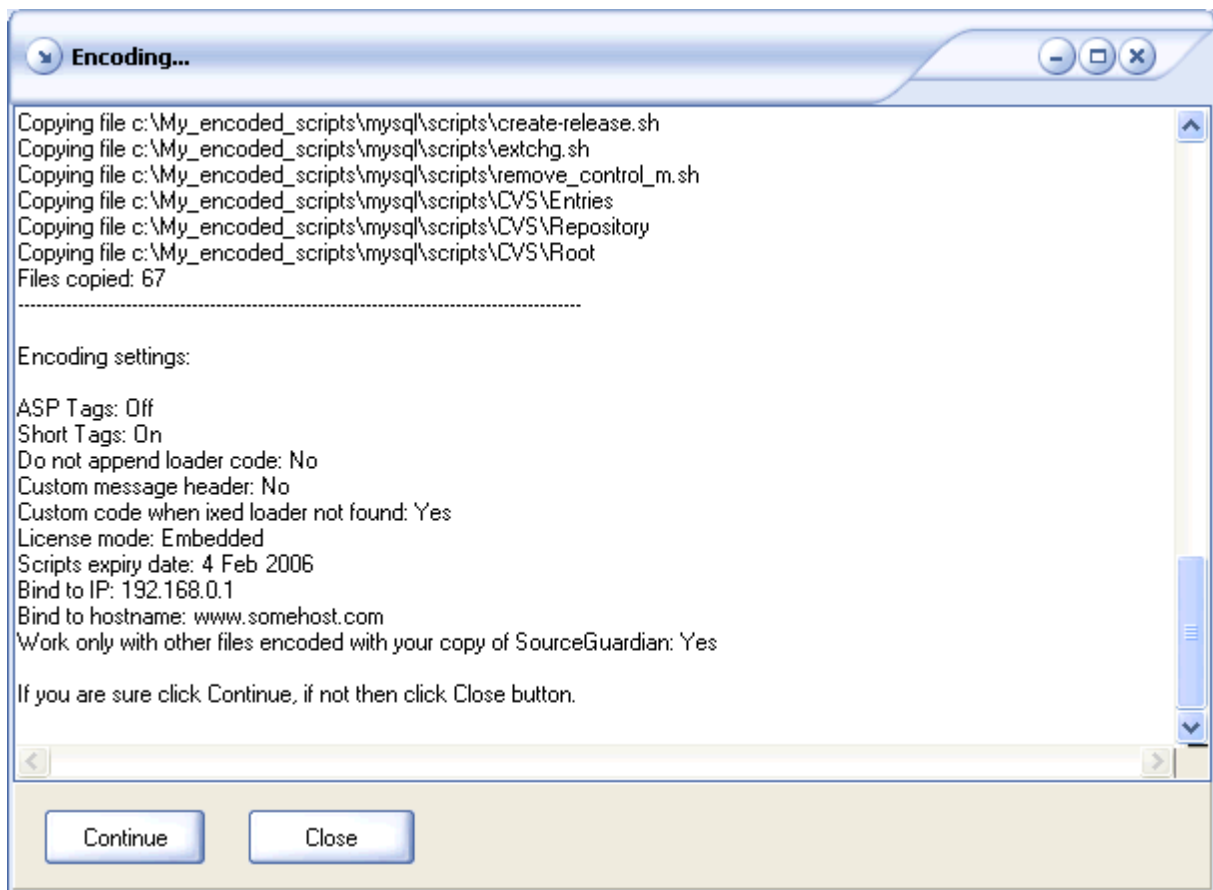 Encoding...
Copying file c:\My_encoded_scripts\mysql\scripts\create-release.sh
Copying file c:\My_encoded_scripts\mysql\scripts\extchg.sh
Copying file c:\My_encoded_scripts\mysql\scripts\remove_control_m.sh
Copying file c:\My_encoded_scripts\mysql\scripts\CVS\Entries
Copying file c:\My_encoded_scripts\mysql\scripts\CVS\Repository
Copying file c:\My_encoded_scripts\mysql\scripts\CVS\Root
Files copied: 67
----------------------------------------------------------------------------------------------
Encoding settings:
ASP Tags: Off
Short Tags: On
Do not append loader code: No
Custom message header: No
Custom code when ixed loader not found: Yes
License mode: Embedded
Scripts expiry date: 4 Feb 2006
Bind to IP: 192.168.0.1
Bind to hostname: www.somehost.com
Work only with other files encoded with your copy of SourceGuardian: Yes
If you are sure click Continue, if not then click Close button.
Continue Close